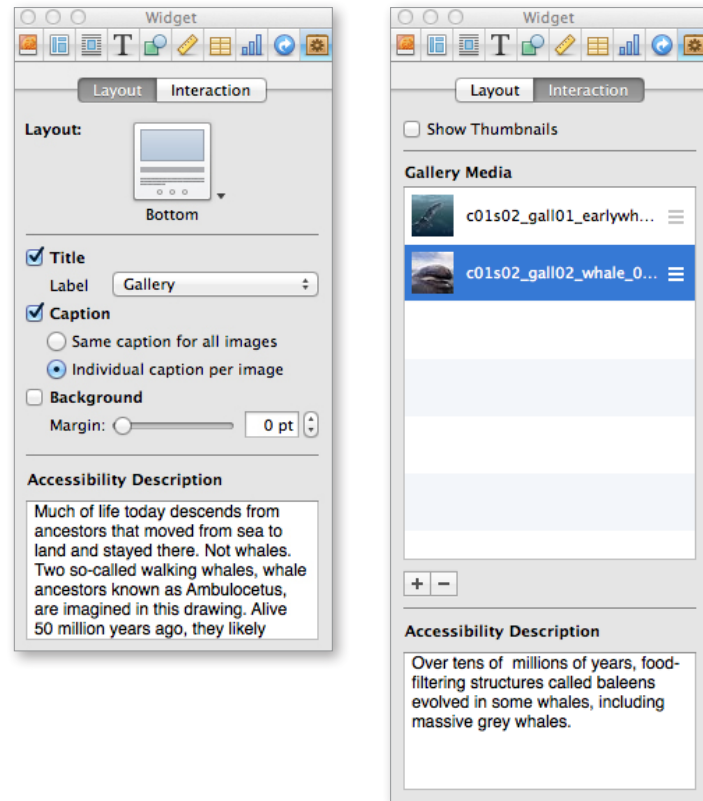 Widget
T
Layout Interaction
Layout:
Bottom
Title
Label Gallery
Caption
Same caption for all images
Individual caption per image
Background
Margin: 0 pt
Accessibility Description
Much of life today descends from
ancestors that moved from sea to
land and stayed there. Not whales.
Two so-called walking whales, whale
ancestors known as Ambulocetus,
are imagined in this drawing. Alive
50 million years ago, they likely
Widget
T
Layout Interaction
Show Thumbnails
Gallery Media
c01s02_gall01_earlywh...
c01s02_gall02_whale_0...
+ −
Accessibility Description
Over tens of  millions of years, food-
filtering structures called baleens
evolved in some whales, including
massive grey whales.